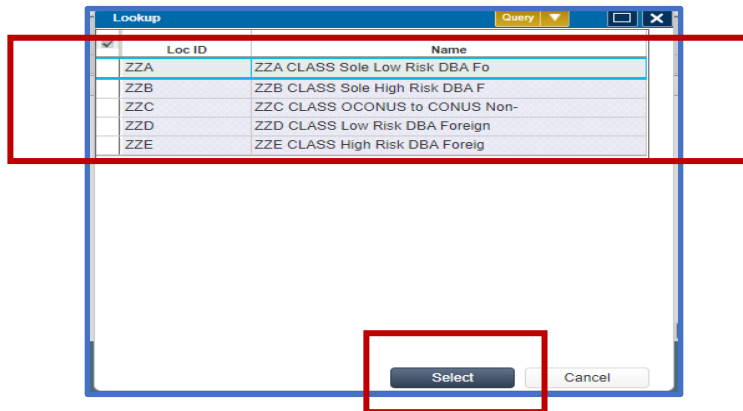 Lookup Query
Loc ID Name
ZZA ZZA CLASS Sole Low Risk DBA Fo
ZZB ZZB CLASS Sole High Risk DBA F
ZZC ZZC CLASS OCONUS to CONUS Non-
ZZD ZZD CLASS Low Risk DBA Foreign
ZZE ZZE CLASS High Risk DBA Foreig
Select Cancel